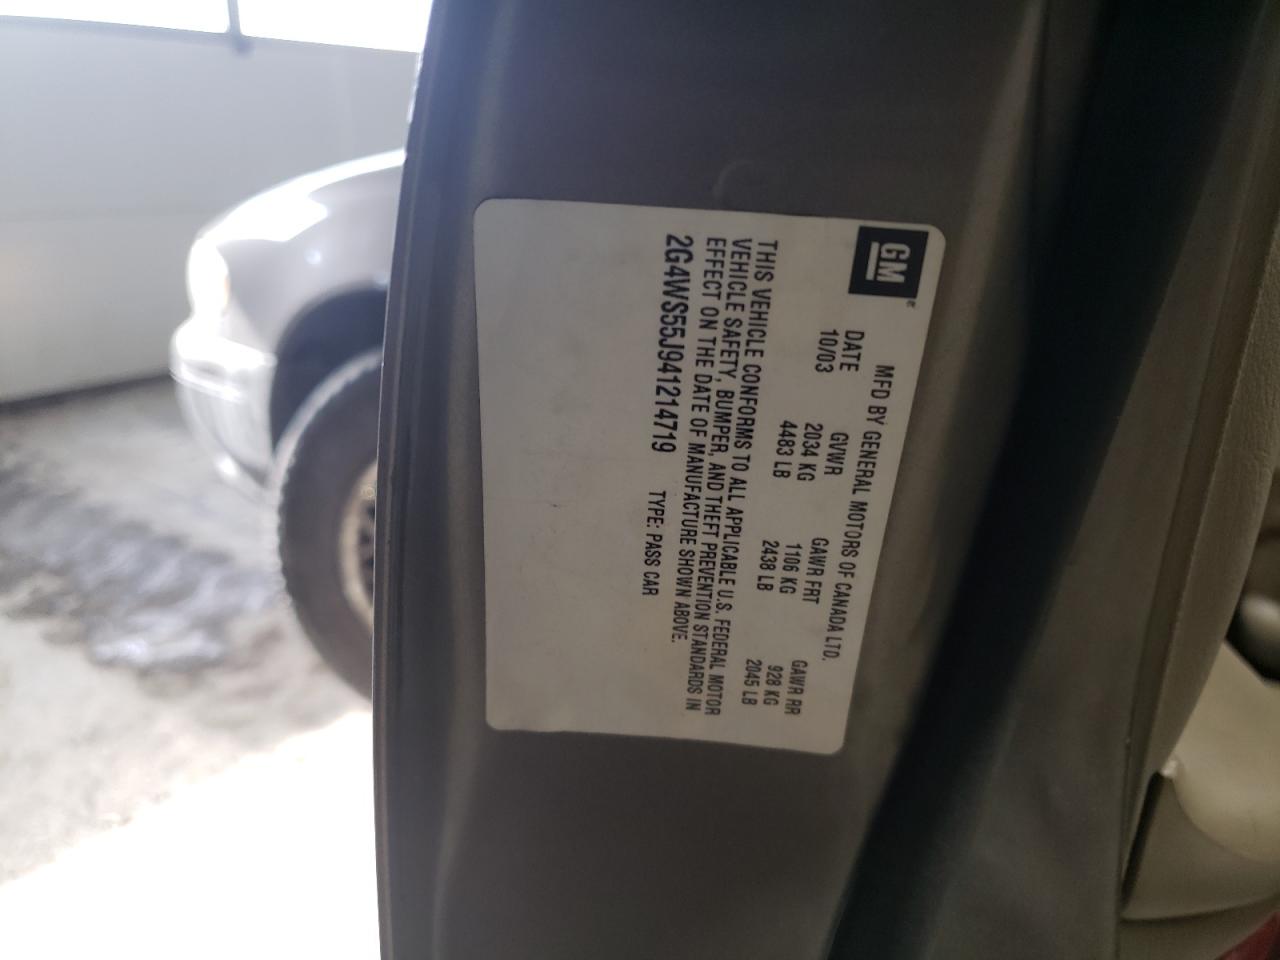 GM
MFD BY GENERAL MOTORS OF CANADA LTD.
DATE GVWR GAWR FRT GAWR RR
10/03 2034 KG 1106 KG 928 KG
4483 LB 2438 LB 2045 LB
THIS VEHICLE CONFORMS TO ALL APPLICABLE U.S. FEDERAL MOTOR
VEHICLE SAFETY, BUMPER, AND THEFT PREVENTION STANDARDS IN
EFFECT ON THE DATE OF MANUFACTURE SHOWN ABOVE.
2G4WS55J941214719 TYPE: PASS CAR